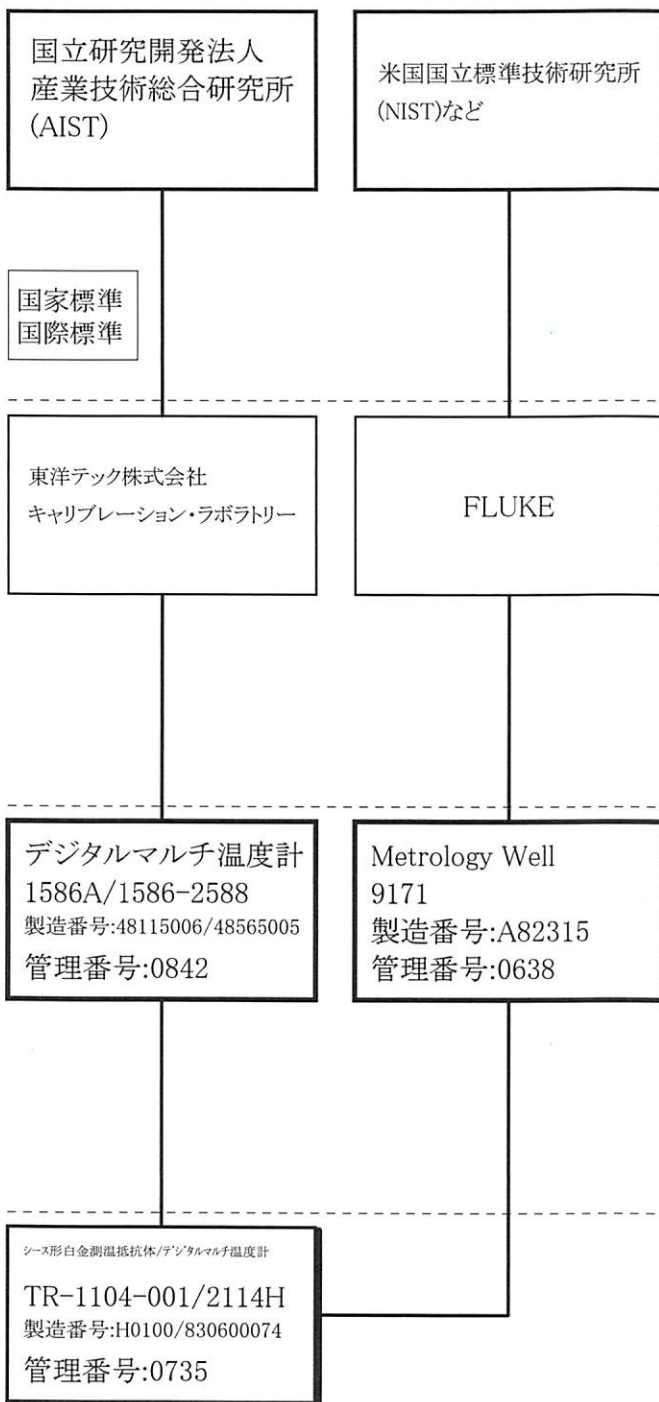 国立研究開発法人
産業技術総合研究所
(AIST)
米国国立標準技術研究所
(NIST)など
国家標準
国際標準
東洋テック株式会社
キャリブレーション・ラボラトリー
FLUKE
デジタルマルチ温度計
1586A/1586-2588
製造番号:48115006/48565005
管理番号:0842
Metrology Well
9171
製造番号:A82315
管理番号:0638
シース形白金測温抵抗体/デジタルマルチ温度計
TR-1104-001/2114H
製造番号:H0100/830600074
管理番号:0735